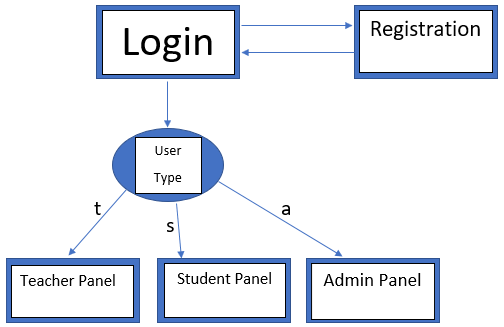 Login
Registration
User
Type
t
s
a
Teacher Panel
Student Panel
Admin Panel